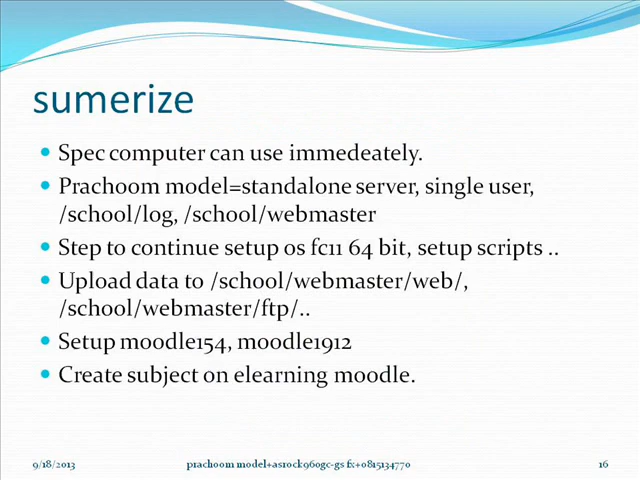 sumerize
Spec computer can use immedeately.
Prachoom model=standalone server, single user,
/school/log, /school/webmaster
Step to continue setup os fc11 64 bit, setup scripts ..
Upload data to /school/webmaster/web/,
/school/webmaster/ftp/..
Setup moodle154, moodle1912
Create subject on elearning moodle.
9/18/2013
prachoom model+asrock960gc-gs fx+0815134770
16